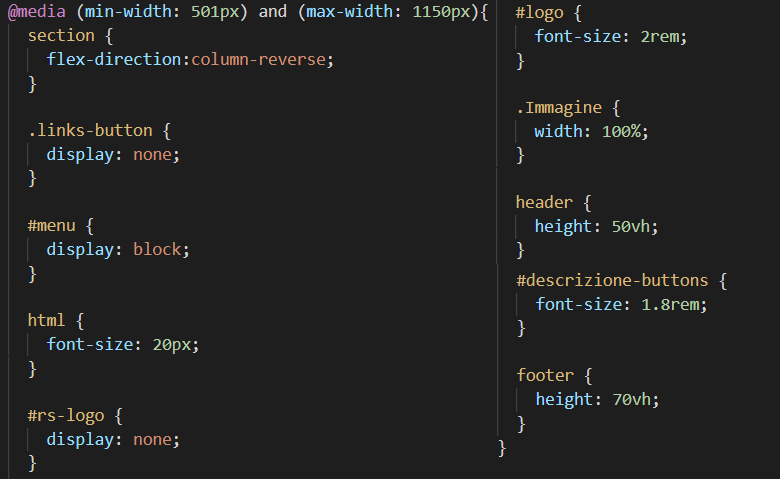 @media (min-width: 501px) and (max-width: 1150px){
section {
flex-direction:column-reverse;
}
.links-button {
display: none;
}
#menu {
display: block;
}
html {
font-size: 20px;
}
#rs-logo {
display: none;
}
#logo {
font-size: 2rem;
}
.Immagine {
width: 100%;
}
header {
height: 50vh;
}
#descrizione-buttons {
font-size: 1.8rem;
}
footer {
height: 70vh;
}
}